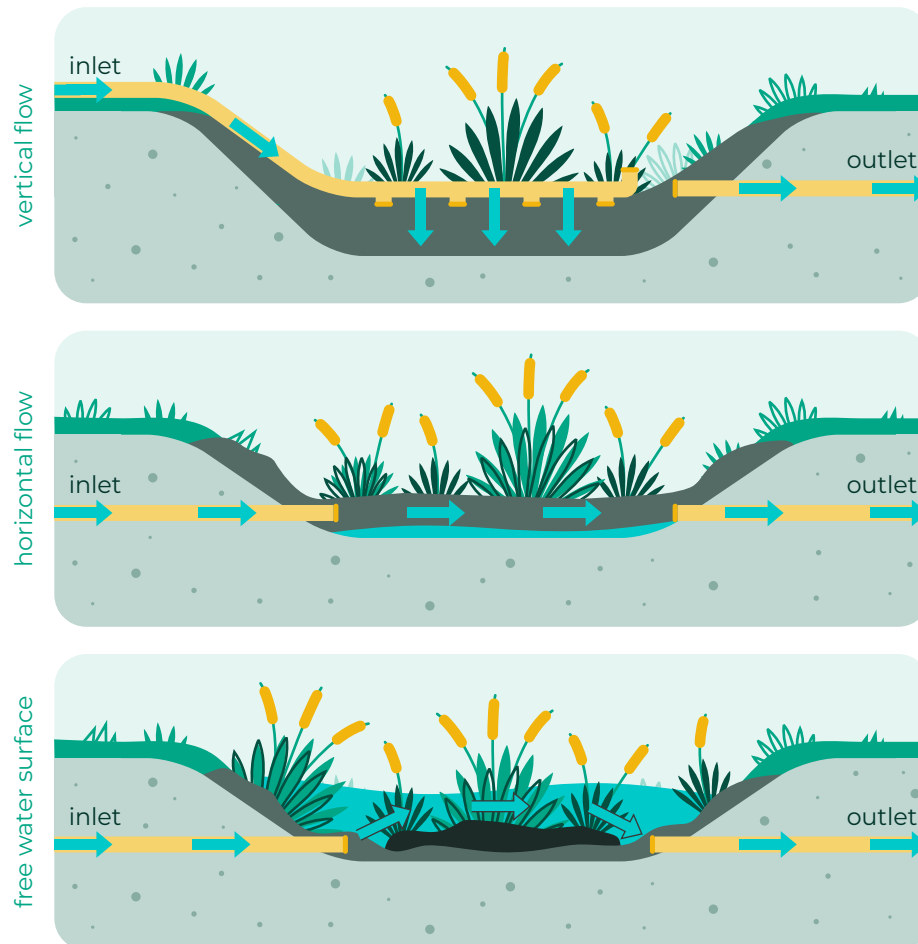 vertical flow
inlet
outlet
horizontal flow
inlet
outlet
free water surface
inlet
outlet